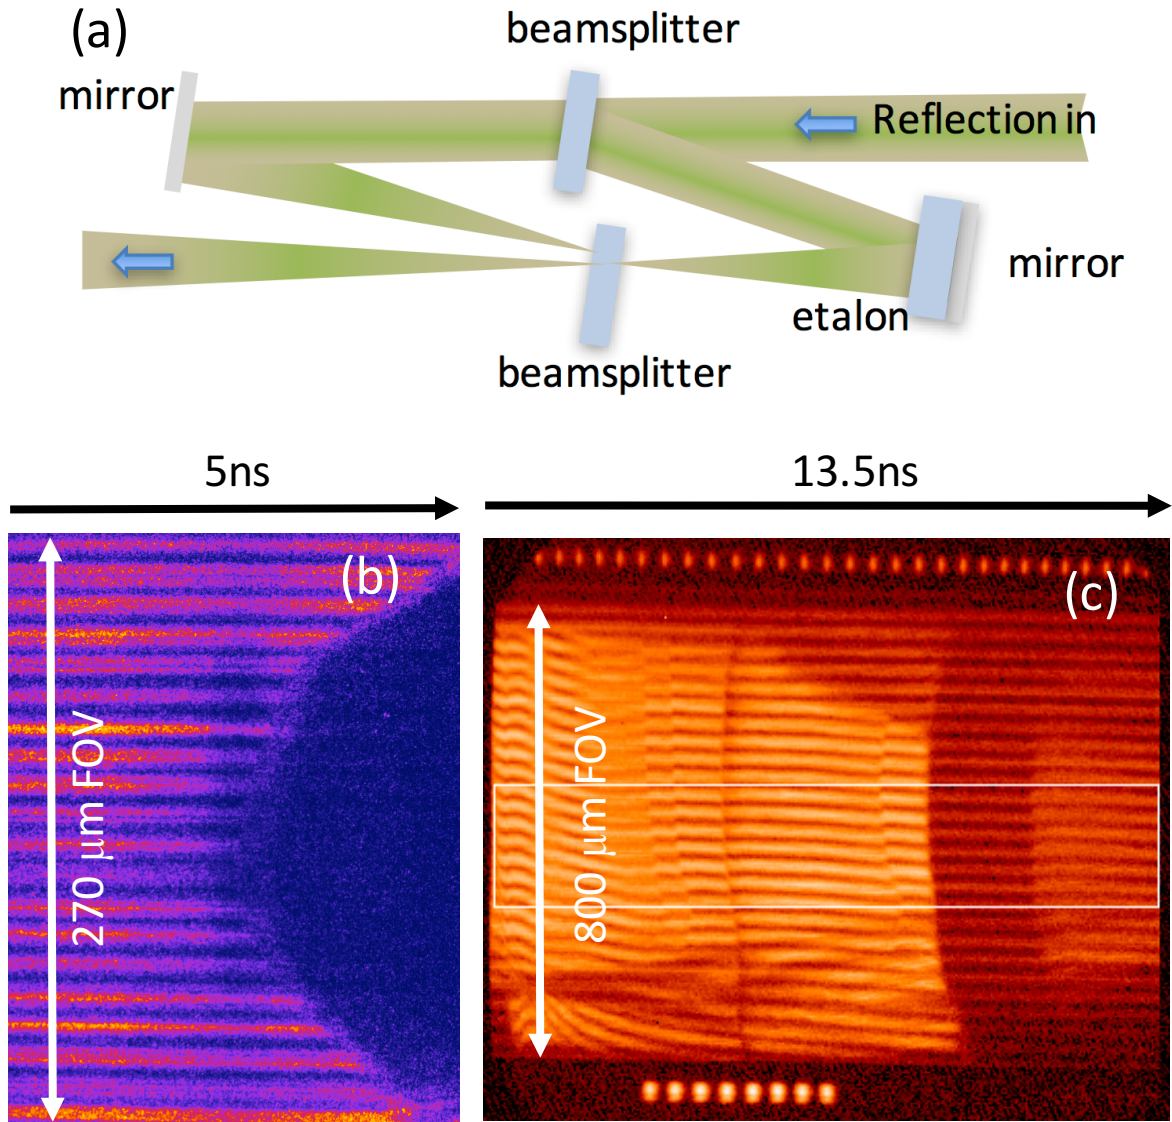 (a)
beamsplitter
mirror
Reflection in
mirror
etalon
beamsplitter
5ns
13.5ns
(b)
270 μm FOV
(c)
800 μm FOV